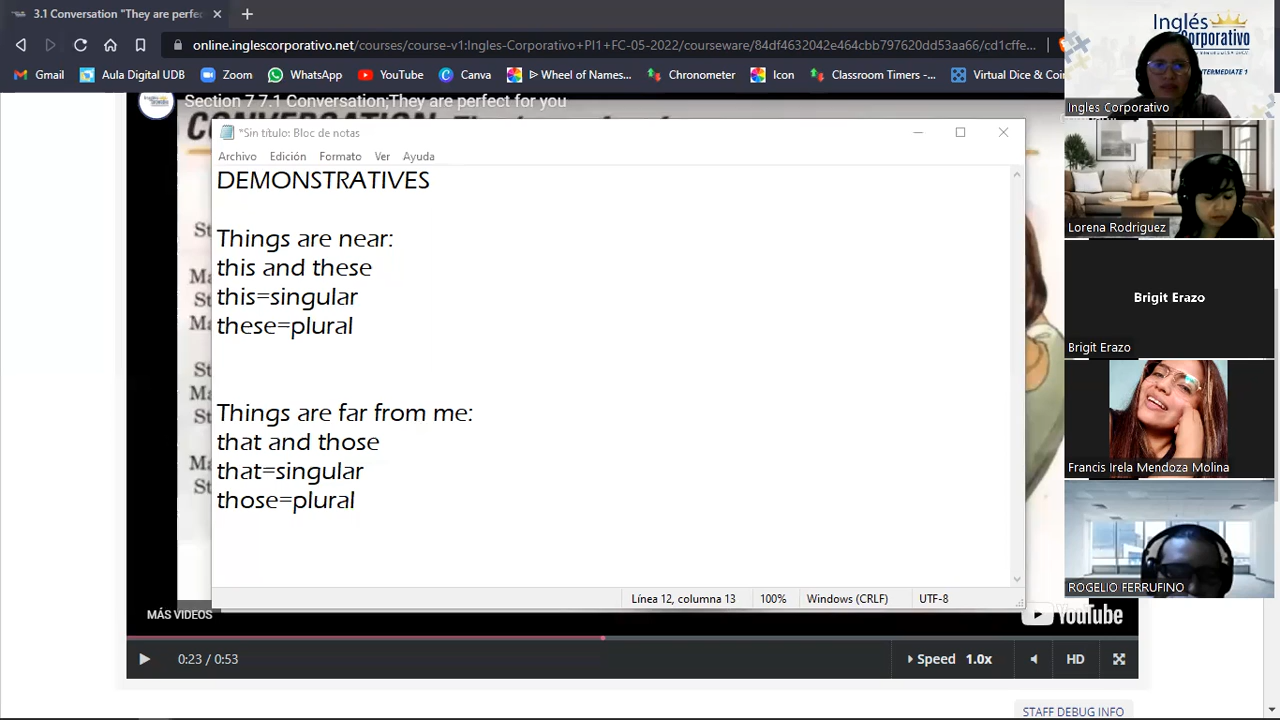 3.1 Conversation "They are perfec
online.inglescorporativo.net/courses/course-v1:Ingles-Corporativo+PI1+FC-05-2022/courseware/84df4632042e464cbb797620dd53aa66/cd1cffe...
Gmail
Aula Digital UDB
Zoom
WhatsApp
YouTube
Canva
Wheel of Names...
Chronometer
Icon
Classroom Timers -...
Virtual Dice & Coi
Section 7 7.1 Conversation;They are perfect for you
*Sin título: Bloc de notas
Archivo Edición Formato Ver Ayuda
DEMONSTRATIVES
Things are near:
this and these
this=singular
these=plural
Things are far from me:
that and those
that=singular
those=plural
Línea 12, columna 13 100% Windows (CRLF) UTF-8
MÁS VIDEOS
YouTube
0:23 / 0:53
Speed 1.0x
HD
STAFF DEBUG INFO
Inglés
Corporativo
INTERMEDIATE 1
Ingles Corporativo
Lorena Rodriguez
Brigit Erazo
Brigit Erazo
Francis Irela Mendoza Molina
ROGELIO FERRUFINO